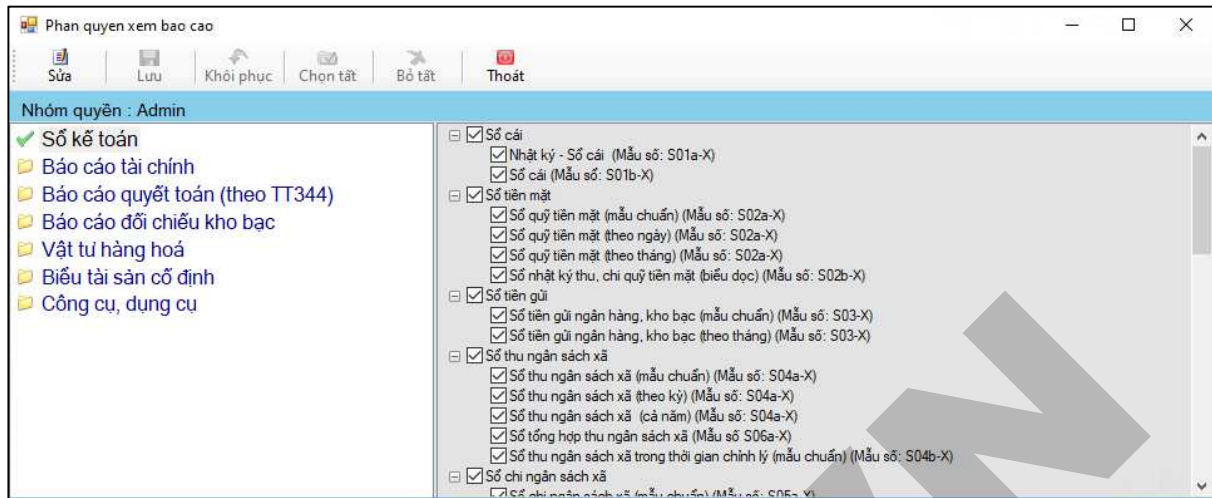 Phan quyen xem bao cao
Sửa Lưu Khôi phục Chọn tất Bỏ tất Thoát
Nhóm quyền : Admin
Sổ kế toán
Báo cáo tài chính
Báo cáo quyết toán (theo TT344)
Báo cáo đối chiếu kho bạc
Vật tư hàng hoá
Biểu tài sản cố định
Công cụ, dụng cụ
Sổ cái
Nhật ký - Sổ cái (Mẫu số: S01a-X)
Sổ cái (Mẫu số: S01b-X)
Sổ tiền mặt
Sổ quỹ tiền mặt (mẫu chuẩn) (Mẫu số: S02a-X)
Sổ quỹ tiền mặt (theo ngày) (Mẫu số: S02a-X)
Sổ quỹ tiền mặt (theo tháng) (Mẫu số: S02a-X)
Sổ nhật ký thu, chi quỹ tiền mặt (biểu dọc) (Mẫu số: S02b-X)
Sổ tiền gửi
Sổ tiền gửi ngân hàng, kho bạc (mẫu chuẩn) (Mẫu số: S03-X)
Sổ tiền gửi ngân hàng, kho bạc (theo tháng) (Mẫu số: S03-X)
Sổ thu ngân sách xã
Sổ thu ngân sách xã (mẫu chuẩn) (Mẫu số: S04a-X)
Sổ thu ngân sách xã (theo kỳ) (Mẫu số: S04a-X)
Sổ thu ngân sách xã (cả năm) (Mẫu số: S04a-X)
Sổ tổng hợp thu ngân sách xã (Mẫu số S06a-X)
Sổ thu ngân sách xã trong thời gian chỉnh lý (mẫu chuẩn) (Mẫu số: S04b-X)
Sổ chi ngân sách xã
Sổ chi ngân sách xã (mẫu chuẩn) (Mẫu số: S05a-X)